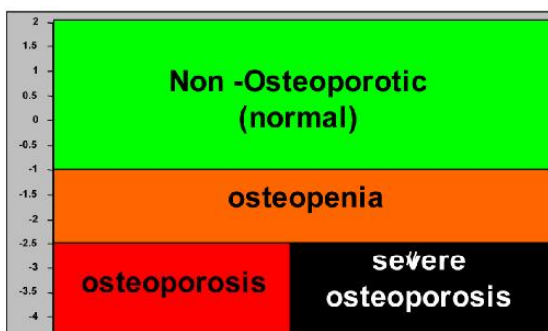 2
1.5
1
0.5
0
-0.5
-1
-1.5
-2
-2.5
-3
-3.5
-4
Non -Osteoporotic
(normal)
osteopenia
osteoporosis
severe
osteoporosis